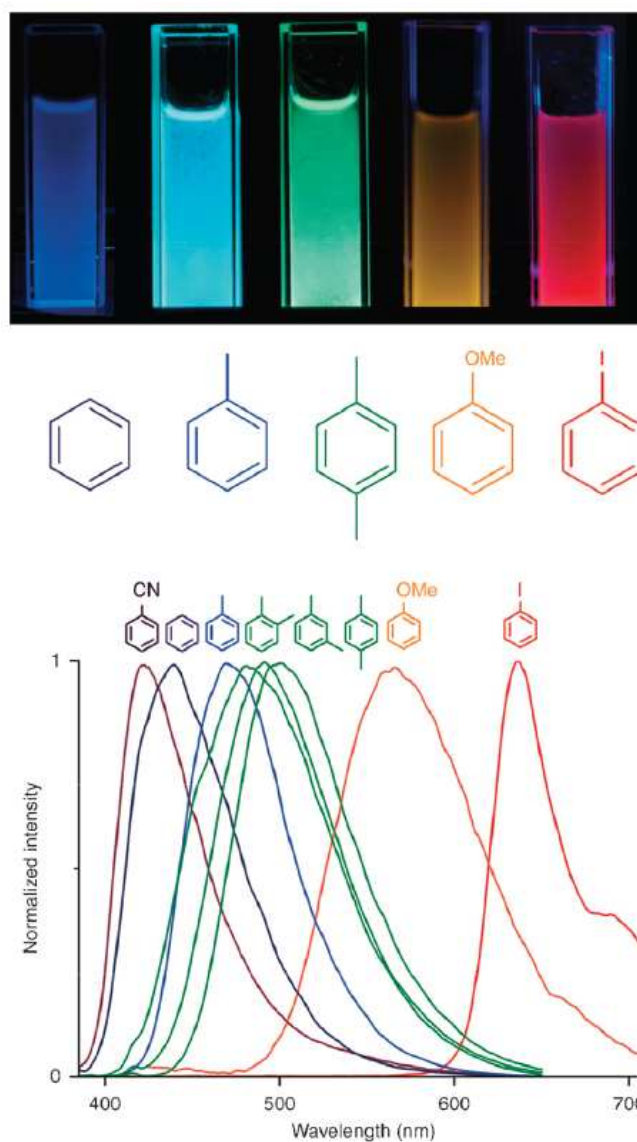 OMe
I
CN
OMe
I
1
Normalized intensity
0
400
500
600
700
Wavelength (nm)